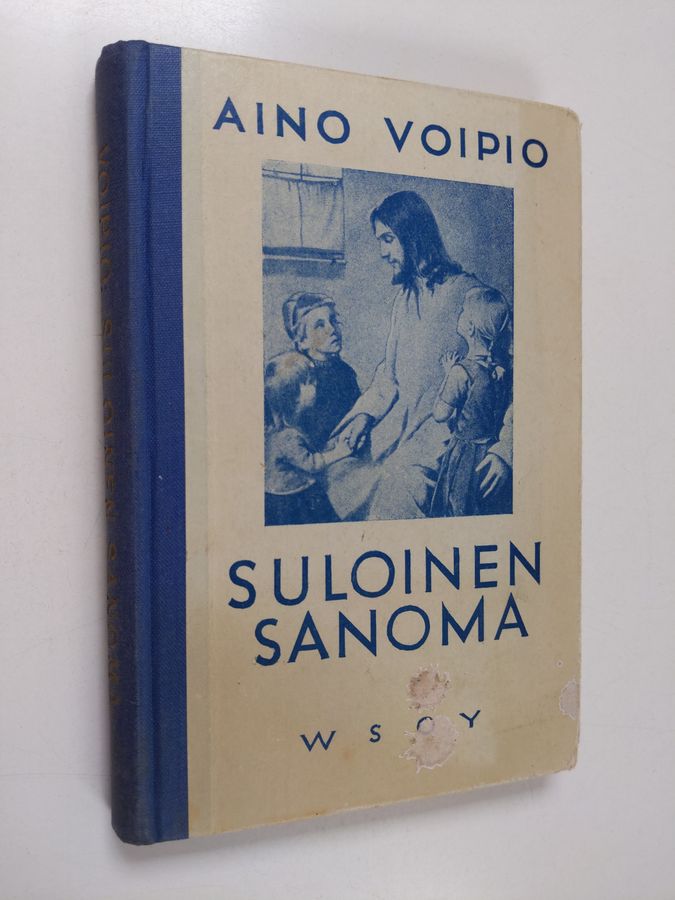 AINO VOIPIO
SULOINEN
SANOMA
WSOY
VOIPIO: SULOINEN SANOMA